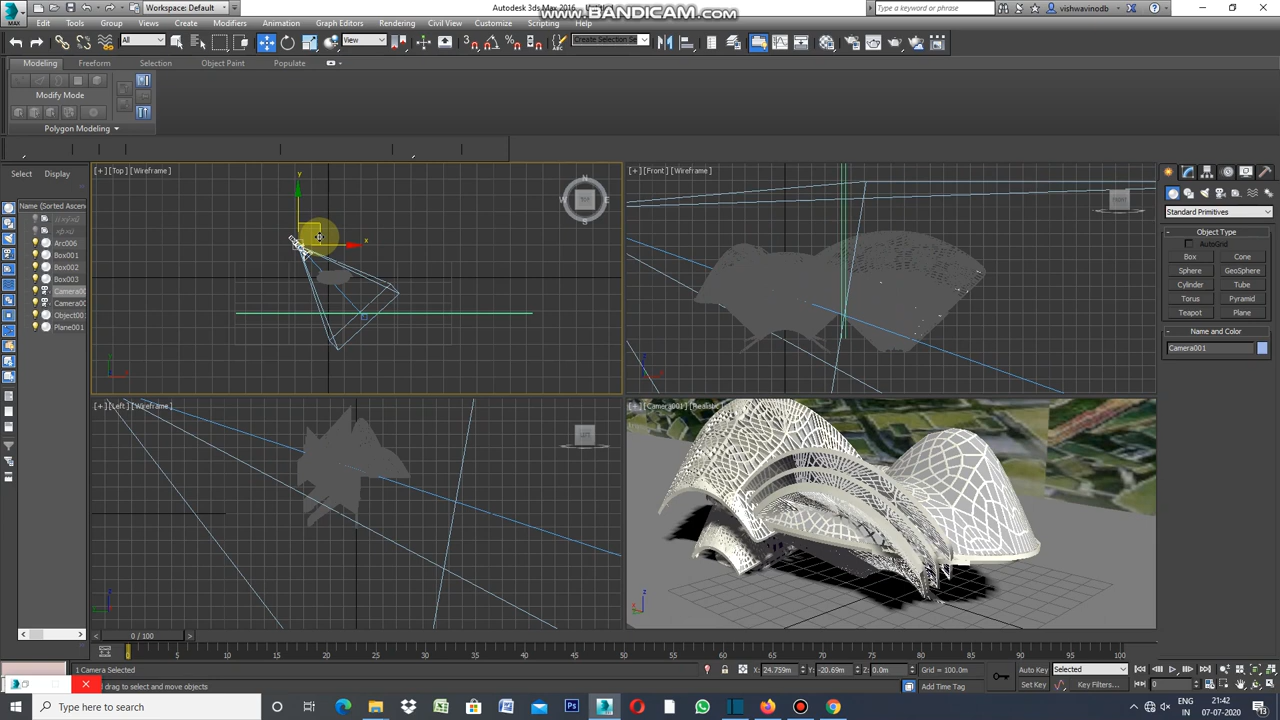 Workspace: Default
Autodesk 3ds Max 2016
www.BANDICAM.com
Type a keyword or phrase
vishwavinodb
MAX
Edit Tools Group Views Create Modifiers Animation Graph Editors Rendering Civil View Customize Scripting Help
All View Create Selection Se
Modeling Freeform Selection Object Paint Populate
Modify Mode
Polygon Modeling
Select Display
Name (Sorted Ascen
Arc006
Box001
Box002
Box003
Camera00
Camera00
Object00
Plane001
[+] [Top] [Wireframe]
y
x
N
W TOP E
S
[+] [Front] [Wireframe]
FRONT
[+] [Left] [Wireframe]
LEFT
[+] [Camera001] [Realistic]
Standard Primitives
Object Type
AutoGrid
Box Cone
Sphere GeoSphere
Cylinder Tube
Torus Pyramid
Teapot Plane
Name and Color
Camera001
0 / 100
0 5 10 15 20 25 30 35 40 45 50 55 60 65 70 75 80 85 90 95 100
1 Camera Selected
X: 24.759m Y: -20.69m Z: 0.0m Grid = 100.0m
Auto Key Selected
drag to select and move objects
Add Time Tag
Set Key Key Filters...
0
Type here to search
ENG
IN
21:42
07-07-2020